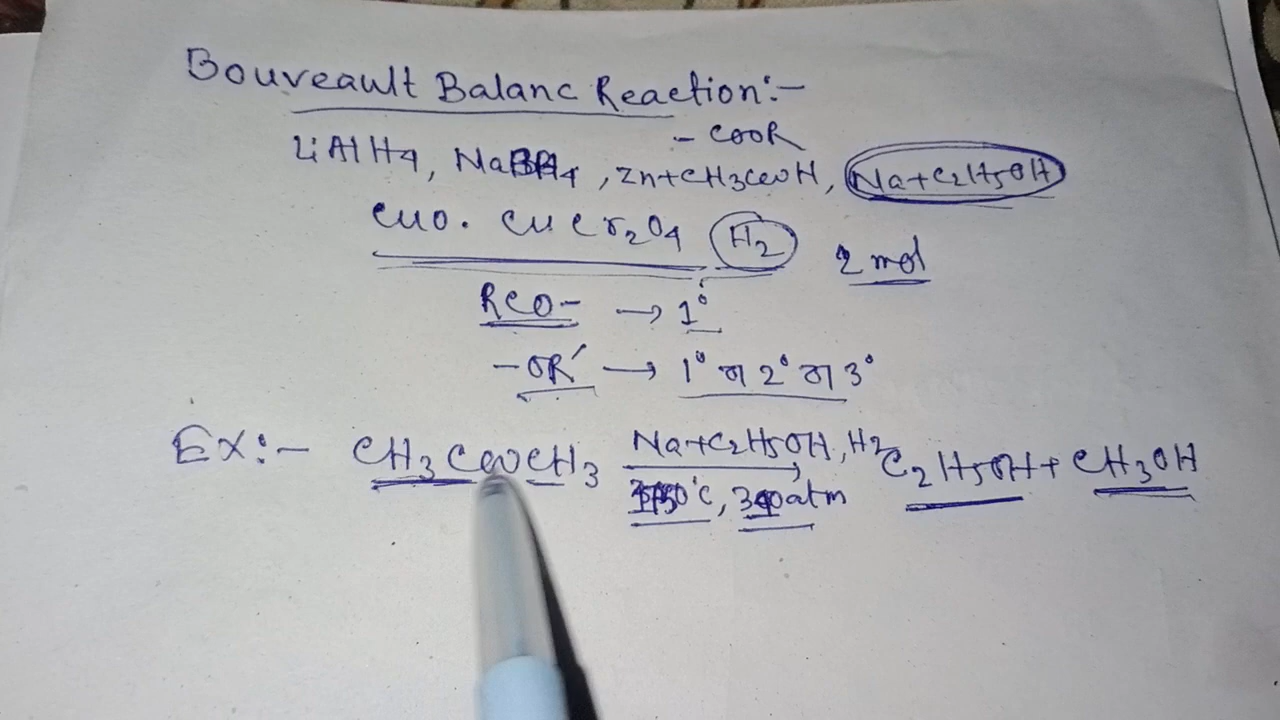 Bouveault Balanc Reaction:-
- COOR
LiAlH4, NaBH4, Zn+CH3COOH, Na+C2H5OH
CuO. CuCr2O4 H2 2 mol
RCO- → 1°
-OR' → 1° या 2° या 3°
Ex:- CH3COOCH3 Na+C2H5OH, H2 → C2H5OH + CH3OH
°C, atm